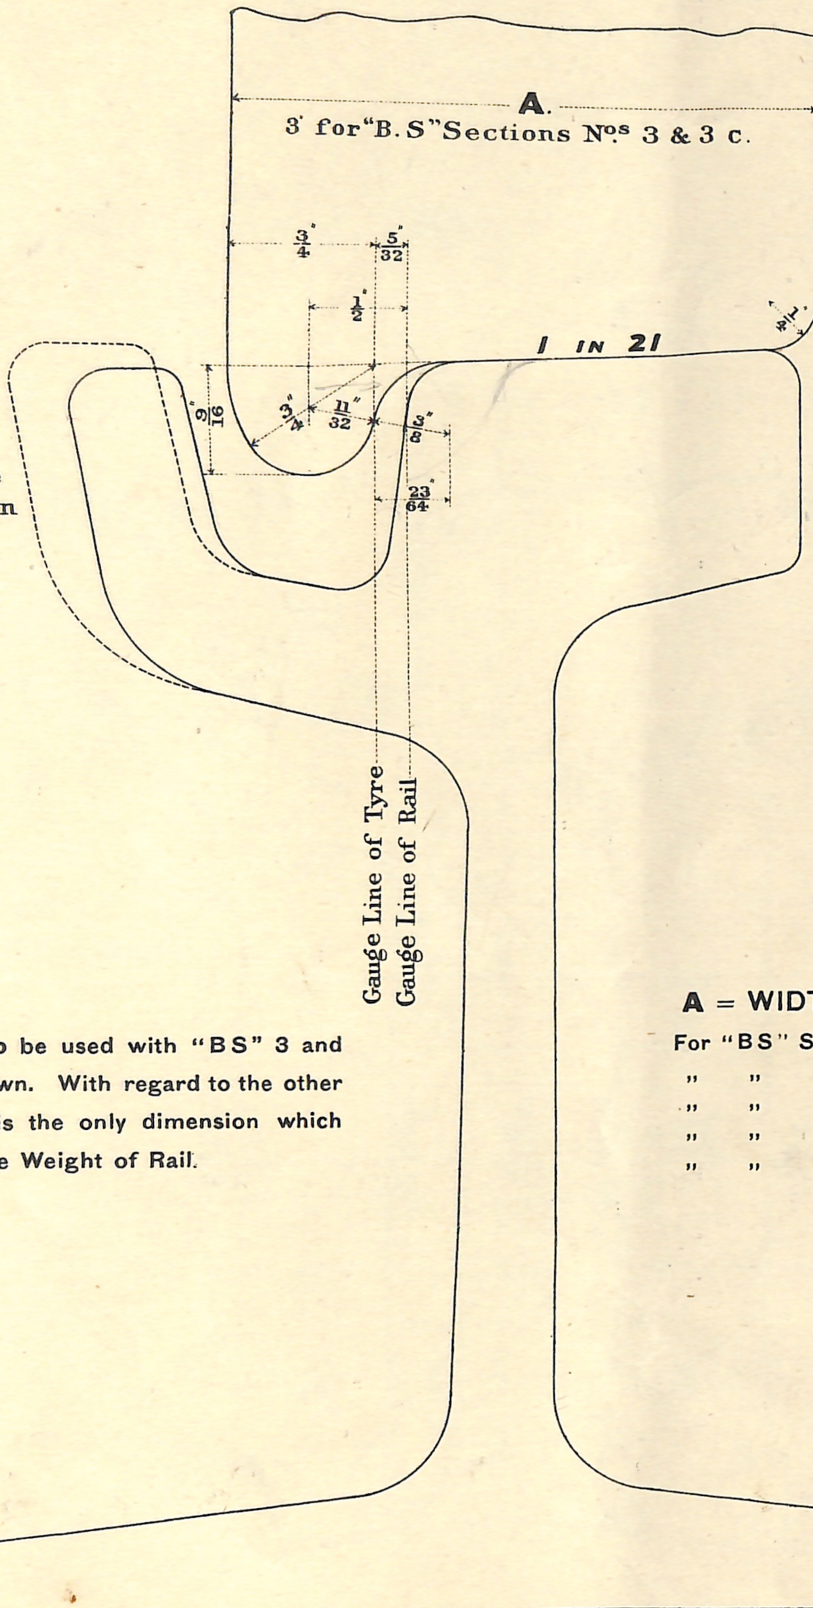 A.
3" for "B. S" Sections Nos. 3 & 3 C.
3/4" 5/32"
1/2"
1/4"
1 IN 21
9/16" 3/4" 11/32" 3/8"
23/64"
n
Gauge Line of Tyre
Gauge Line of Rail
A = WIDT
For "BS" S
" "
" "
" "
" "
o be used with "BS" 3 and
wn. With regard to the other
is the only dimension which
e Weight of Rail.